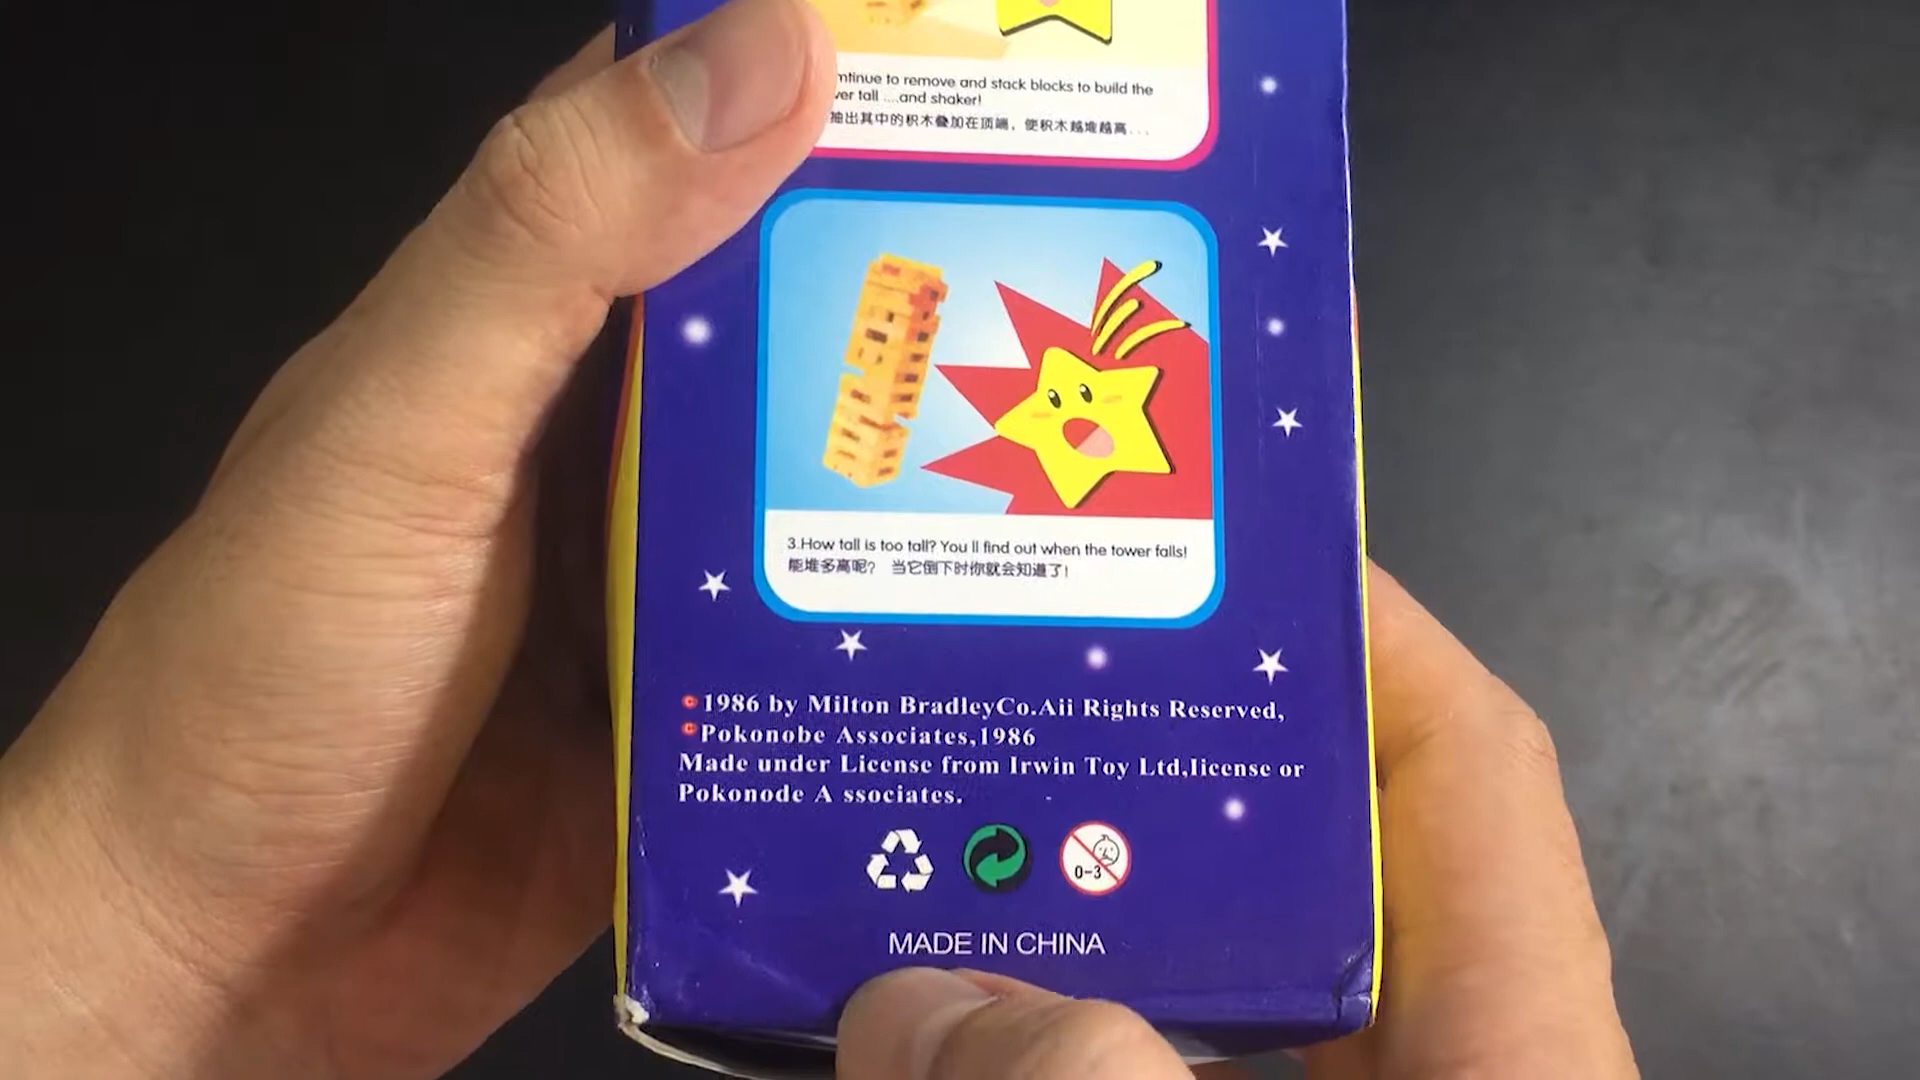 ntinue to remove and stack blocks to build the
ver tall ....and shaker!
抽出其中的积木叠加在顶端，使积木越堆越高...
3.How tall is too tall? You ll find out when the tower falls!
能堆多高呢？ 当它倒下时你就会知道了!
©1986 by Milton BradleyCo.Aii Rights Rescrved,
©Pokonobe Associates,1986
Made under License from Irwin Toy Ltd,Iicense or
Pokonode A ssociates.
0-3
MADE IN CHINA